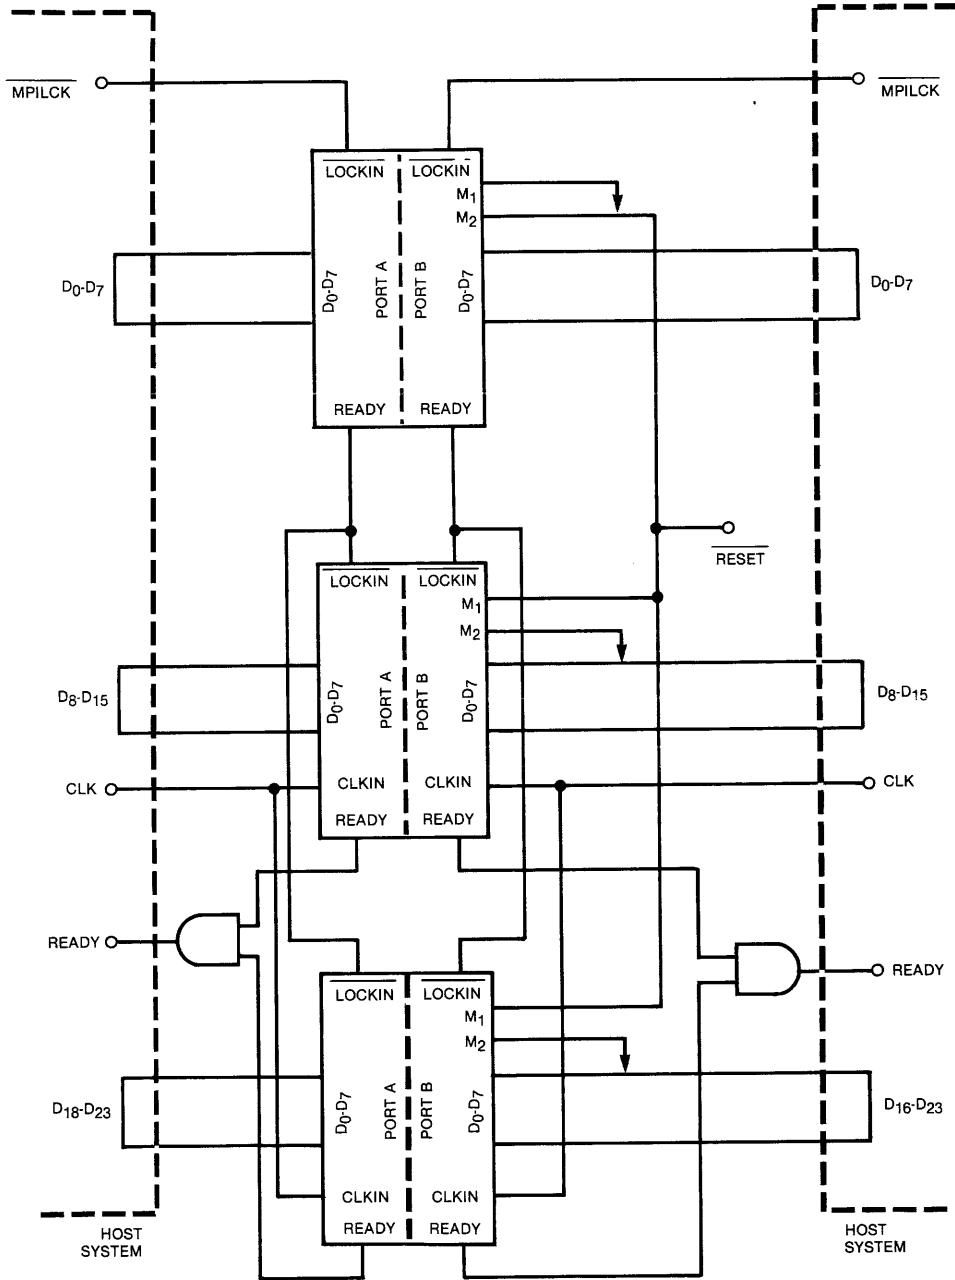 MPILCK
MPILCK
LOCKIN LOCKIN
M1
M2
D0-D7
D0-D7
PORT A
PORT B
D0-D7
D0-D7
READY READY
RESET
LOCKIN LOCKIN
M1
M2
D8-D15
D0-D7
PORT A
PORT B
D0-D7
D8-D15
CLK
CLKIN CLKIN
CLK
READY READY
READY
READY
LOCKIN LOCKIN
M1
M2
D18-D23
D0-D7
PORT A
PORT B
D0-D7
D16-D23
CLKIN CLKIN
READY READY
HOST
SYSTEM
HOST
SYSTEM